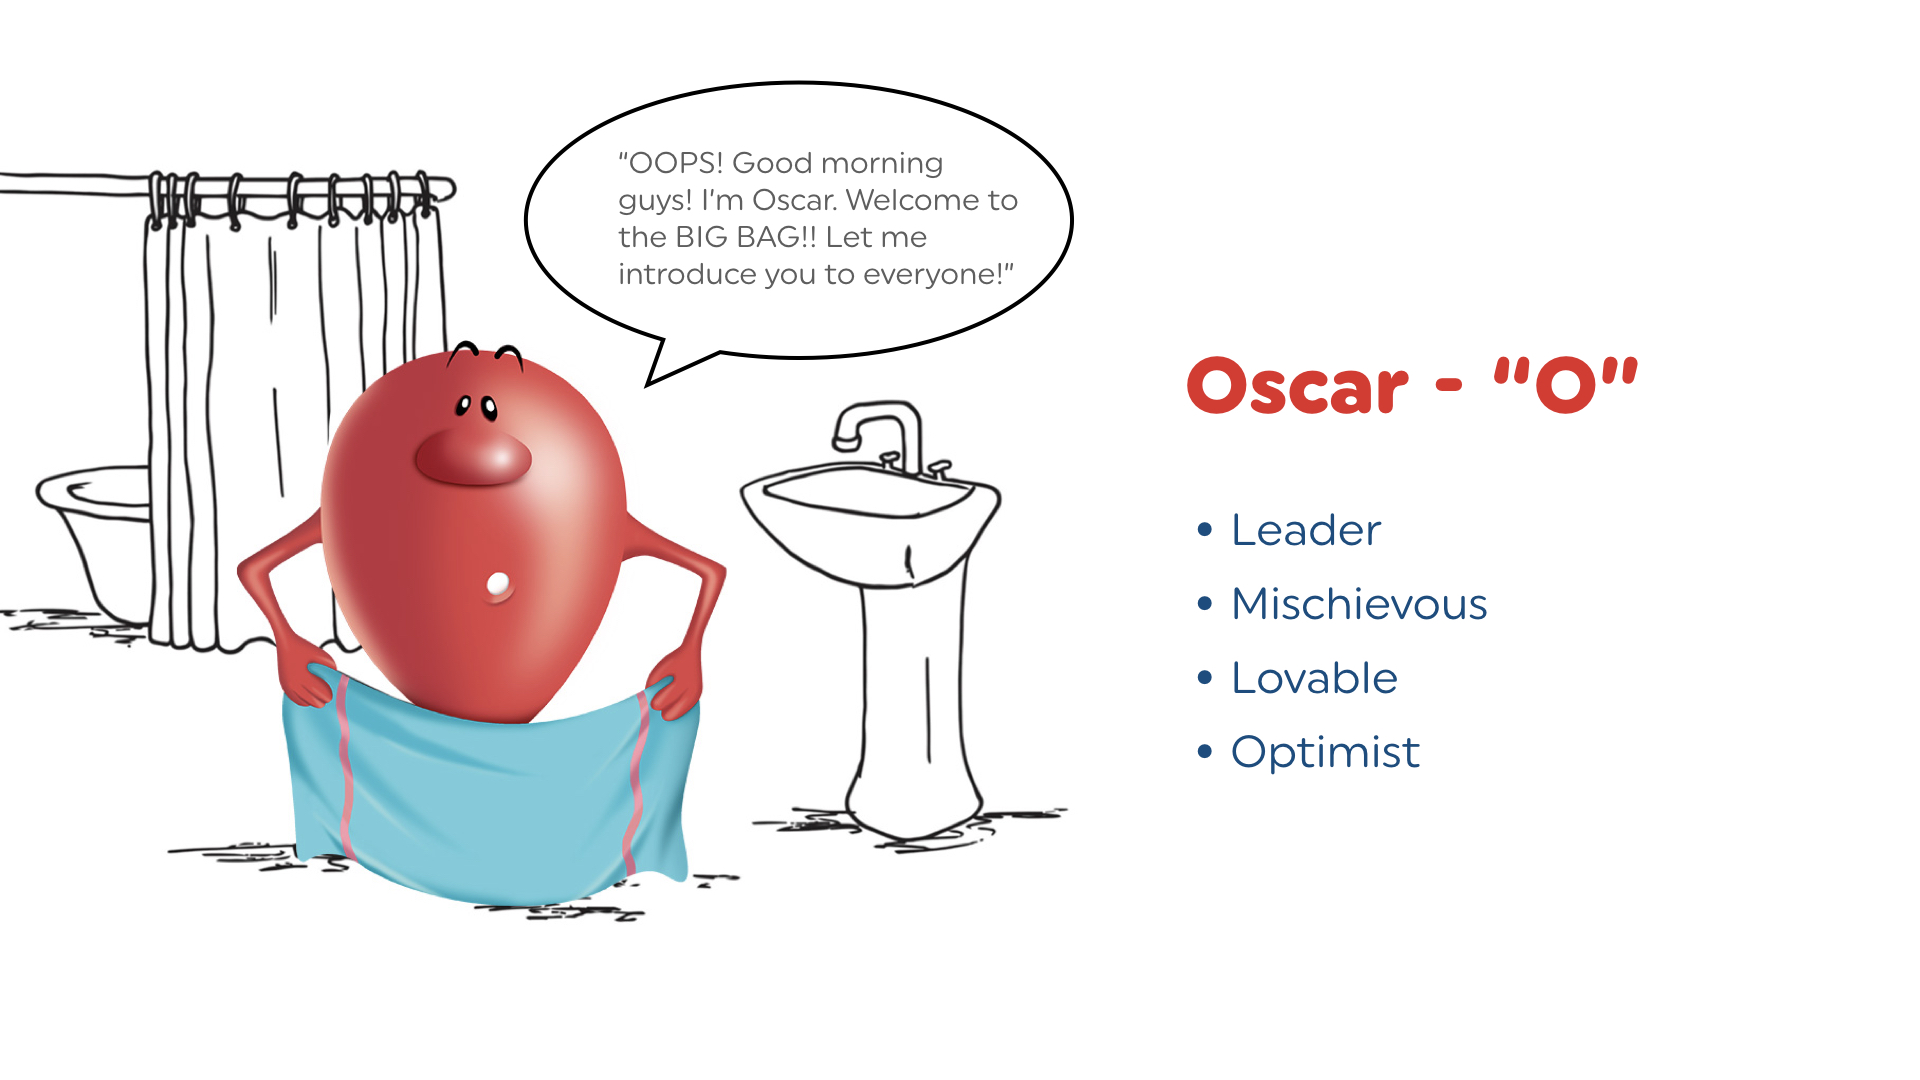 “OOPS! Good morning
guys! I’m Oscar. Welcome to
the BIG BAG!! Let me
introduce you to everyone!”
Oscar - “O”
• Leader
• Mischievous
• Lovable
• Optimist